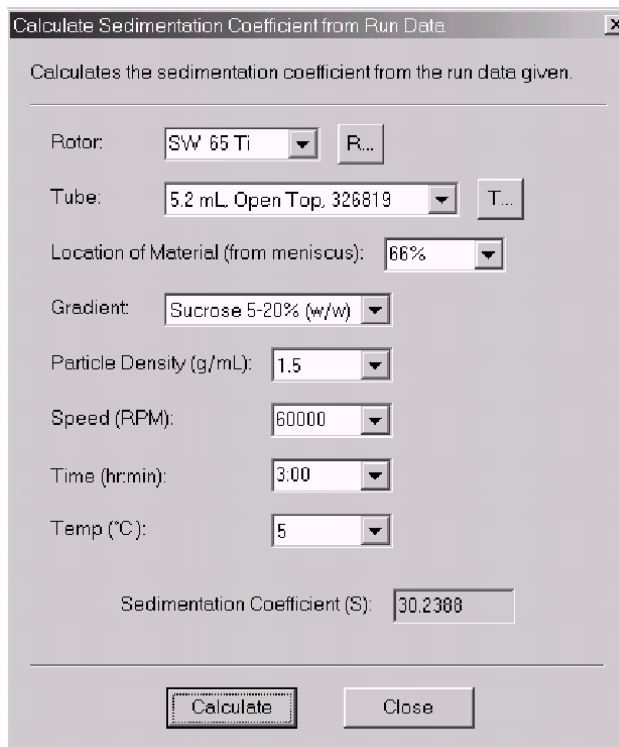 Calculate Sedimentation Coefficient from Run Data
Calculates the sedimentation coefficient from the run data given.
Rotor: SW 65 Ti R...
Tube: 5.2 mL, Open Top, 326819 T...
Location of Material (from meniscus): 66%
Gradient: Sucrose 5-20% (w/w)
Particle Density (g/mL): 1.5
Speed (RPM): 60000
Time (hr:min): 3:00
Temp (°C): 5
Sedimentation Coefficient (S): 30.2388
Calculate Close